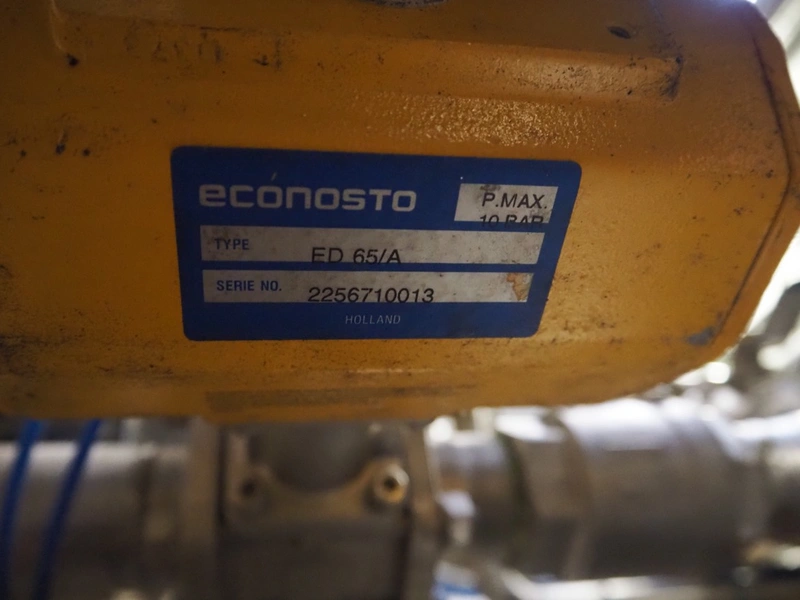 econosto
P.MAX.
10 BAR
TYPE ED 65/A
SERIE NO. 2256710013
HOLLAND